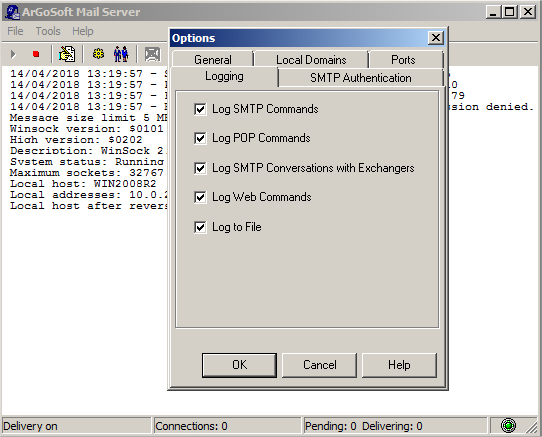 ArGoSoft Mail Server
File Tools Help
14/04/2018 13:19:57 - S
14/04/2018 13:19:57 - 0
14/04/2018 13:19:57 - 79
14/04/2018 13:19:57 - ssion denied.
Message size limit 5 M
Winsock version: $0101
High version: $0202
Description: WinSock 2.
System status: Running
Maximum sockets: 32767
Local host: WIN2008R2
Local addresses: 10.0.2
Local host after revers
Options
General Local Domains Ports
Logging SMTP Authentication
Log SMTP Commands
Log POP Commands
Log SMTP Conversations with Exchangers
Log Web Commands
Log to File
OK Cancel Help
Delivery on Connections: 0 Pending: 0 Delivering: 0